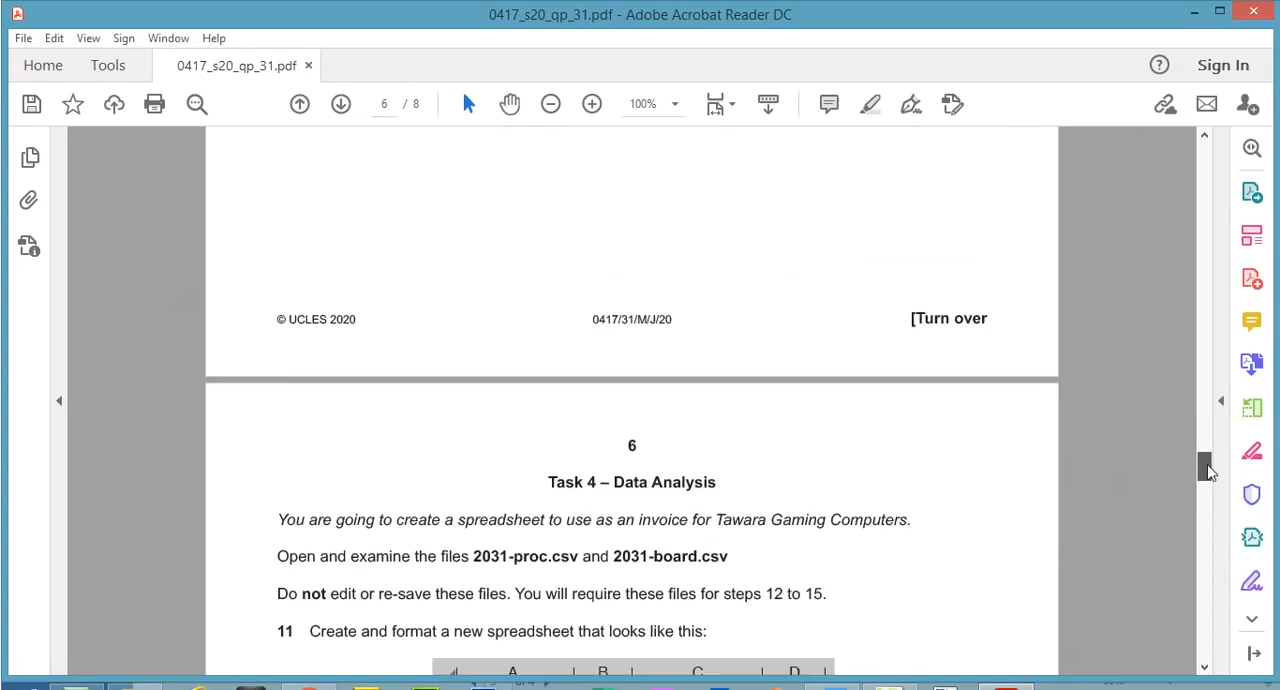 0417_s20_qp_31.pdf - Adobe Acrobat Reader DC
File Edit View Sign Window Help
Home Tools 0417_s20_qp_31.pdf × Sign In
6 / 8 100%
© UCLES 2020 0417/31/M/J/20 [Turn over
6
Task 4 – Data Analysis
You are going to create a spreadsheet to use as an invoice for Tawara Gaming Computers.
Open and examine the files 2031-proc.csv and 2031-board.csv
Do not edit or re-save these files. You will require these files for steps 12 to 15.
11 Create and format a new spreadsheet that looks like this:
A B C D